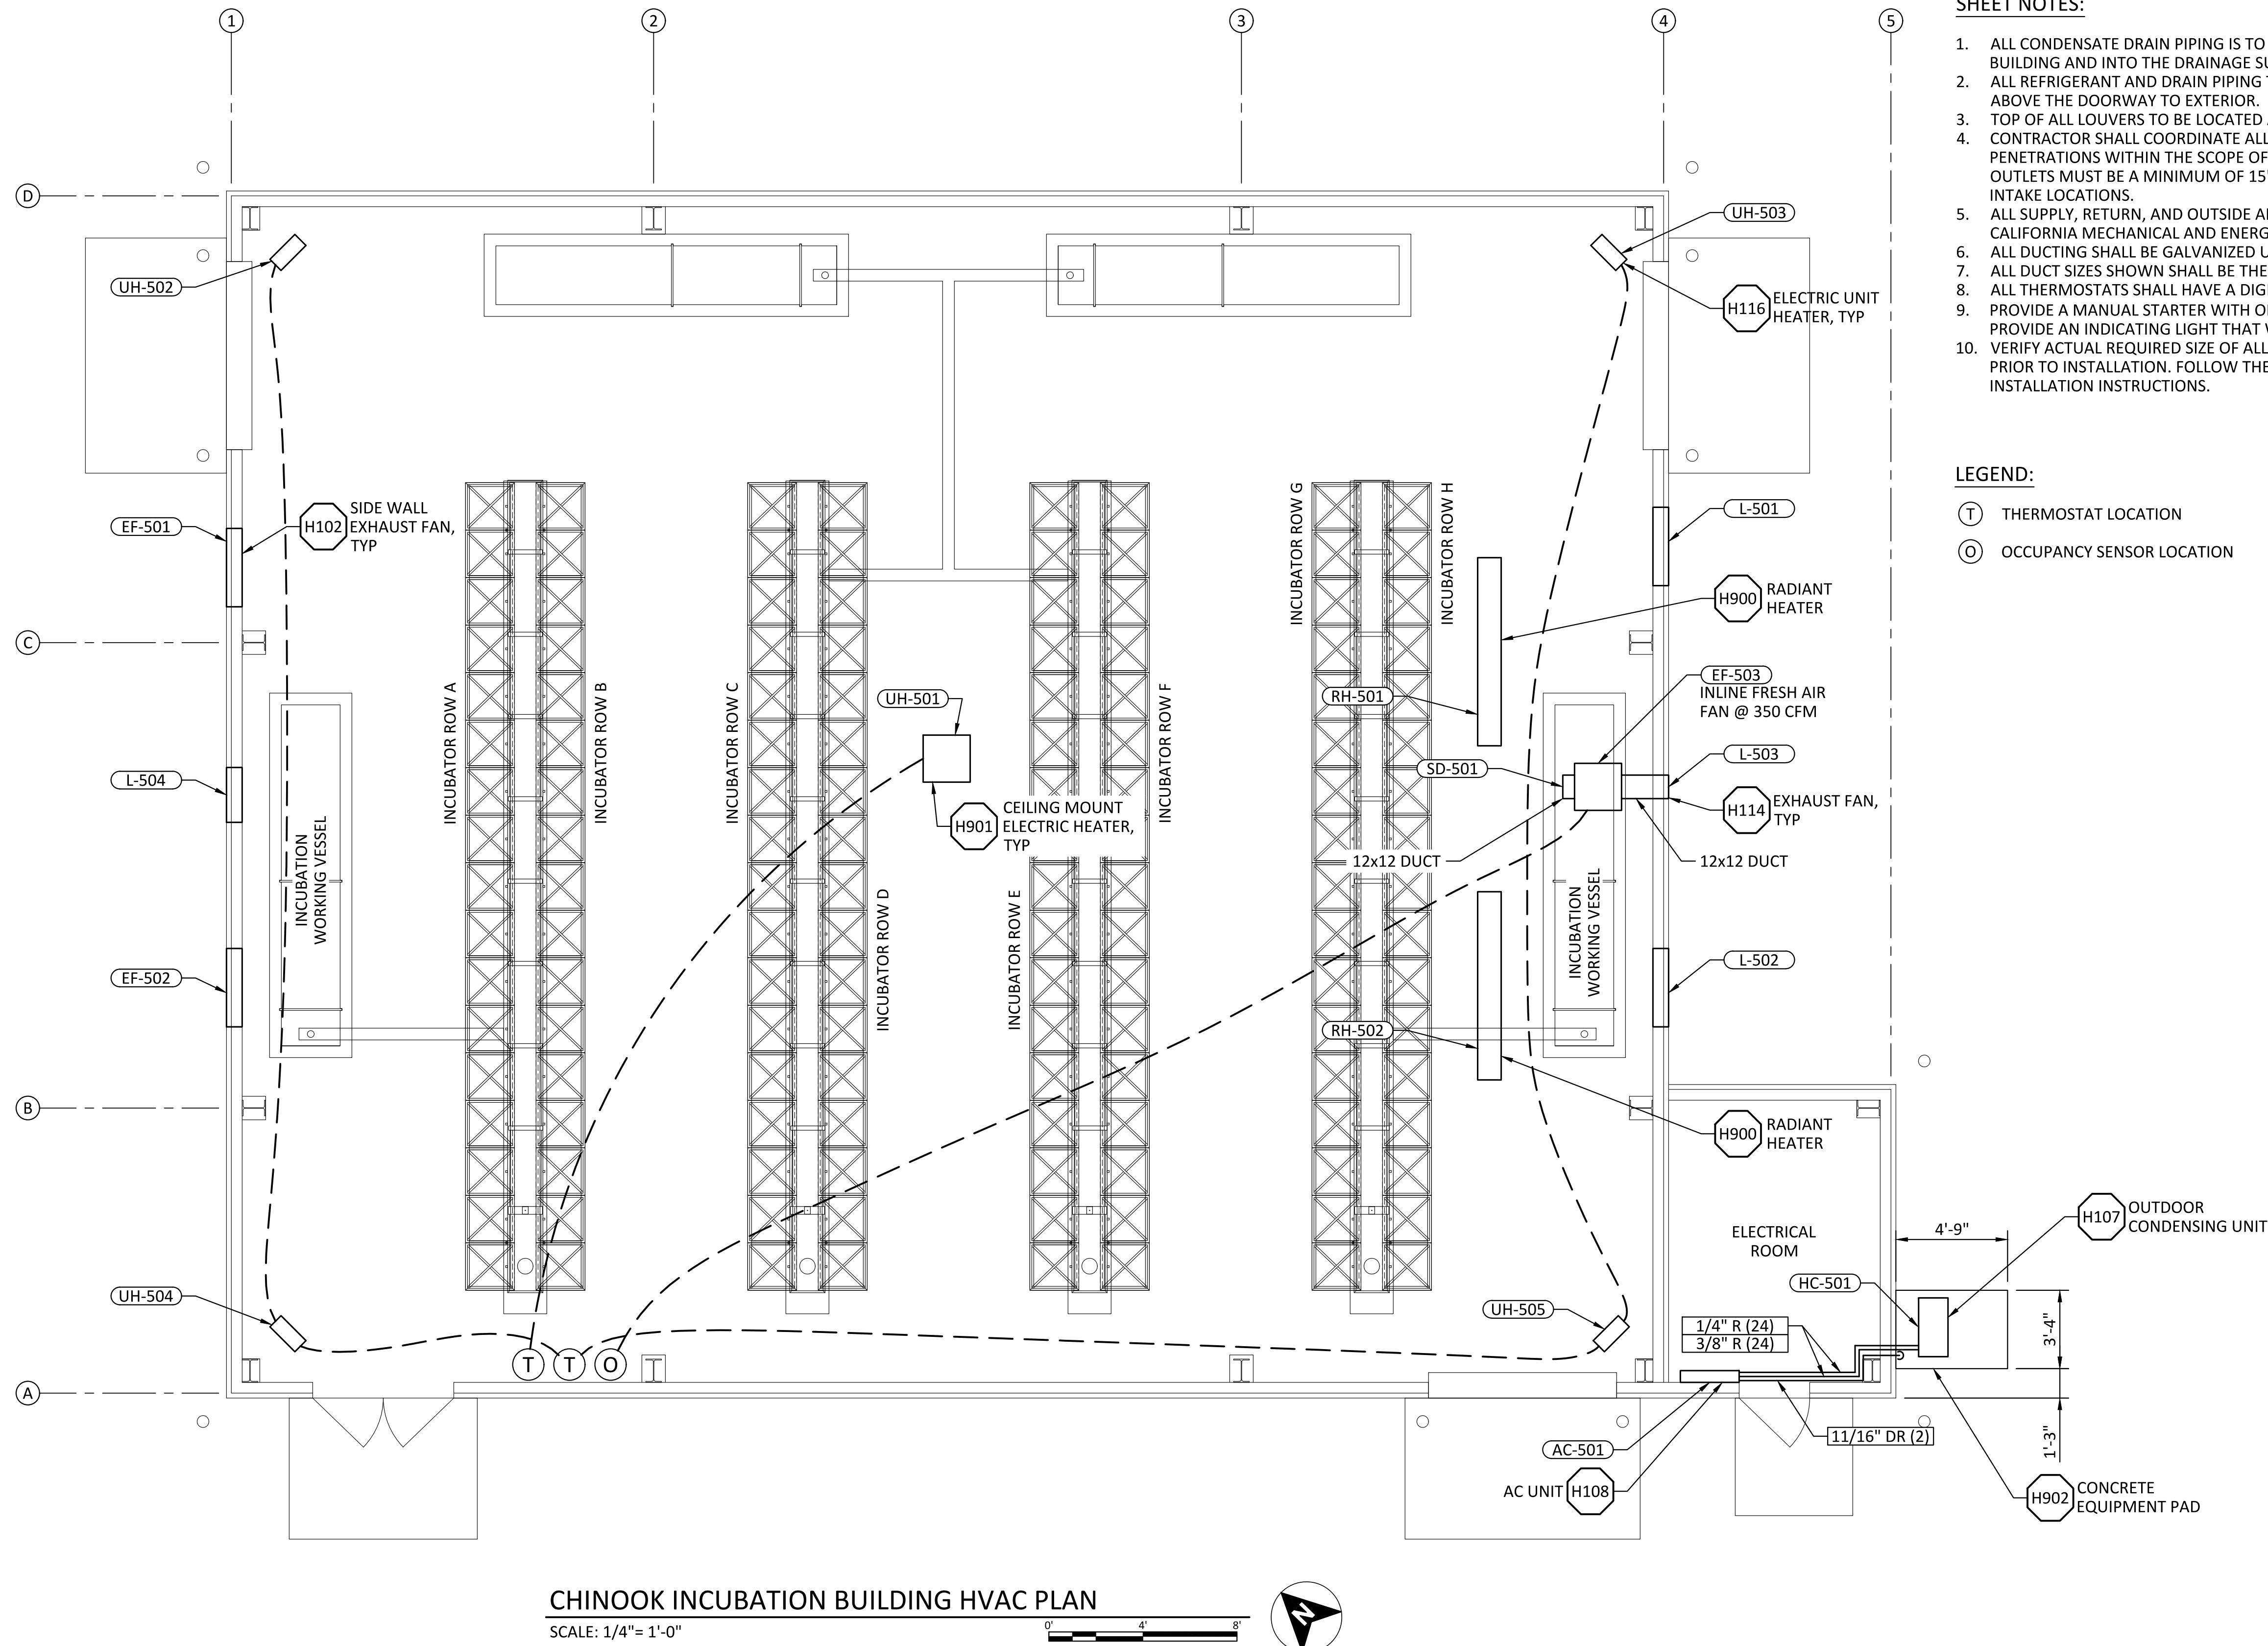 1
2
3
4
5
D
C
B
A
SHEET NOTES:
1. ALL CONDENSATE DRAIN PIPING IS TO
BUILDING AND INTO THE DRAINAGE
2. ALL REFRIGERANT AND DRAIN PIPING
ABOVE THE DOORWAY TO EXTERIOR.
3. TOP OF ALL LOUVERS TO BE LOCATED
4. CONTRACTOR SHALL COORDINATE ALL
PENETRATIONS WITHIN THE SCOPE OF
OUTLETS MUST BE A MINIMUM OF 15'
INTAKE LOCATIONS.
5. ALL SUPPLY, RETURN, AND OUTSIDE
CALIFORNIA MECHANICAL AND
6. ALL DUCTING SHALL BE GALVANIZED
7. ALL DUCT SIZES SHOWN SHALL BE THE
8. ALL THERMOSTATS SHALL HAVE A
9. PROVIDE A MANUAL STARTER WITH
PROVIDE AN INDICATING LIGHT THAT
10. VERIFY ACTUAL REQUIRED SIZE OF ALL
PRIOR TO INSTALLATION. FOLLOW THE
INSTALLATION INSTRUCTIONS.
LEGEND:
T THERMOSTAT LOCATION
O OCCUPANCY SENSOR LOCATION
UH-502
UH-503
H116
ELECTRIC UNIT
HEATER, TYP
EF-501
H102
SIDE WALL
EXHAUST FAN,
TYP
L-504
EF-502
UH-504
INCUBATION
WORKING VESSEL
INCUBATOR ROW A
INCUBATOR ROW B
INCUBATOR ROW C
INCUBATOR ROW D
INCUBATOR ROW E
INCUBATOR ROW F
INCUBATOR ROW G
INCUBATOR ROW H
UH-501
H901
CEILING MOUNT
ELECTRIC HEATER,
TYP
L-501
H900
RADIANT
HEATER
RH-501
EF-503
INLINE FRESH AIR
FAN @ 350 CFM
SD-501
L-503
H114
EXHAUST FAN,
TYP
12x12 DUCT
12x12 DUCT
INCUBATION
WORKING VESSEL
L-502
RH-502
H900
RADIANT
HEATER
ELECTRICAL
ROOM
4'-9"
H107
OUTDOOR
CONDENSING UNIT
HC-501
UH-505
1/4" R (24)
3/8" R (24)
3'-4"
1'-3"
T
T
O
11/16" DR (2)
AC-501
AC UNIT
H108
H902
CONCRETE
EQUIPMENT PAD
CHINOOK INCUBATION BUILDING HVAC PLAN
SCALE: 1/4"= 1'-0"
0'
4'
8'
N